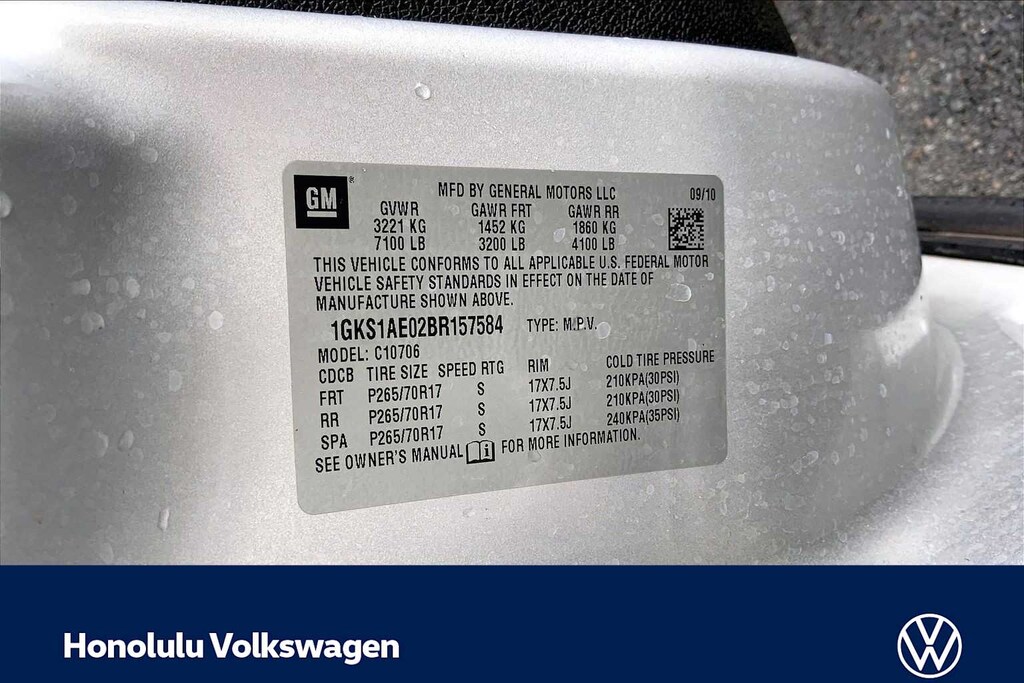 GM
MFD BY GENERAL MOTORS LLC 09/10
GVWR GAWR FRT GAWR RR
3221 KG 1452 KG 1860 KG
7100 LB 3200 LB 4100 LB
THIS VEHICLE CONFORMS TO ALL APPLICABLE U.S. FEDERAL MOTOR
VEHICLE SAFETY STANDARDS IN EFFECT ON THE DATE OF
MANUFACTURE SHOWN ABOVE.
1GKS1AE02BR157584 TYPE: M.P.V.
MODEL: C10706
CDCB TIRE SIZE SPEED RTG RIM COLD TIRE PRESSURE
FRT P265/70R17 S 17X7.5J 210KPA(30PSI)
RR P265/70R17 S 17X7.5J 210KPA(30PSI)
SPA P265/70R17 S 17X7.5J 240KPA(35PSI)
SEE OWNER'S MANUAL i FOR MORE INFORMATION.
Honolulu Volkswagen